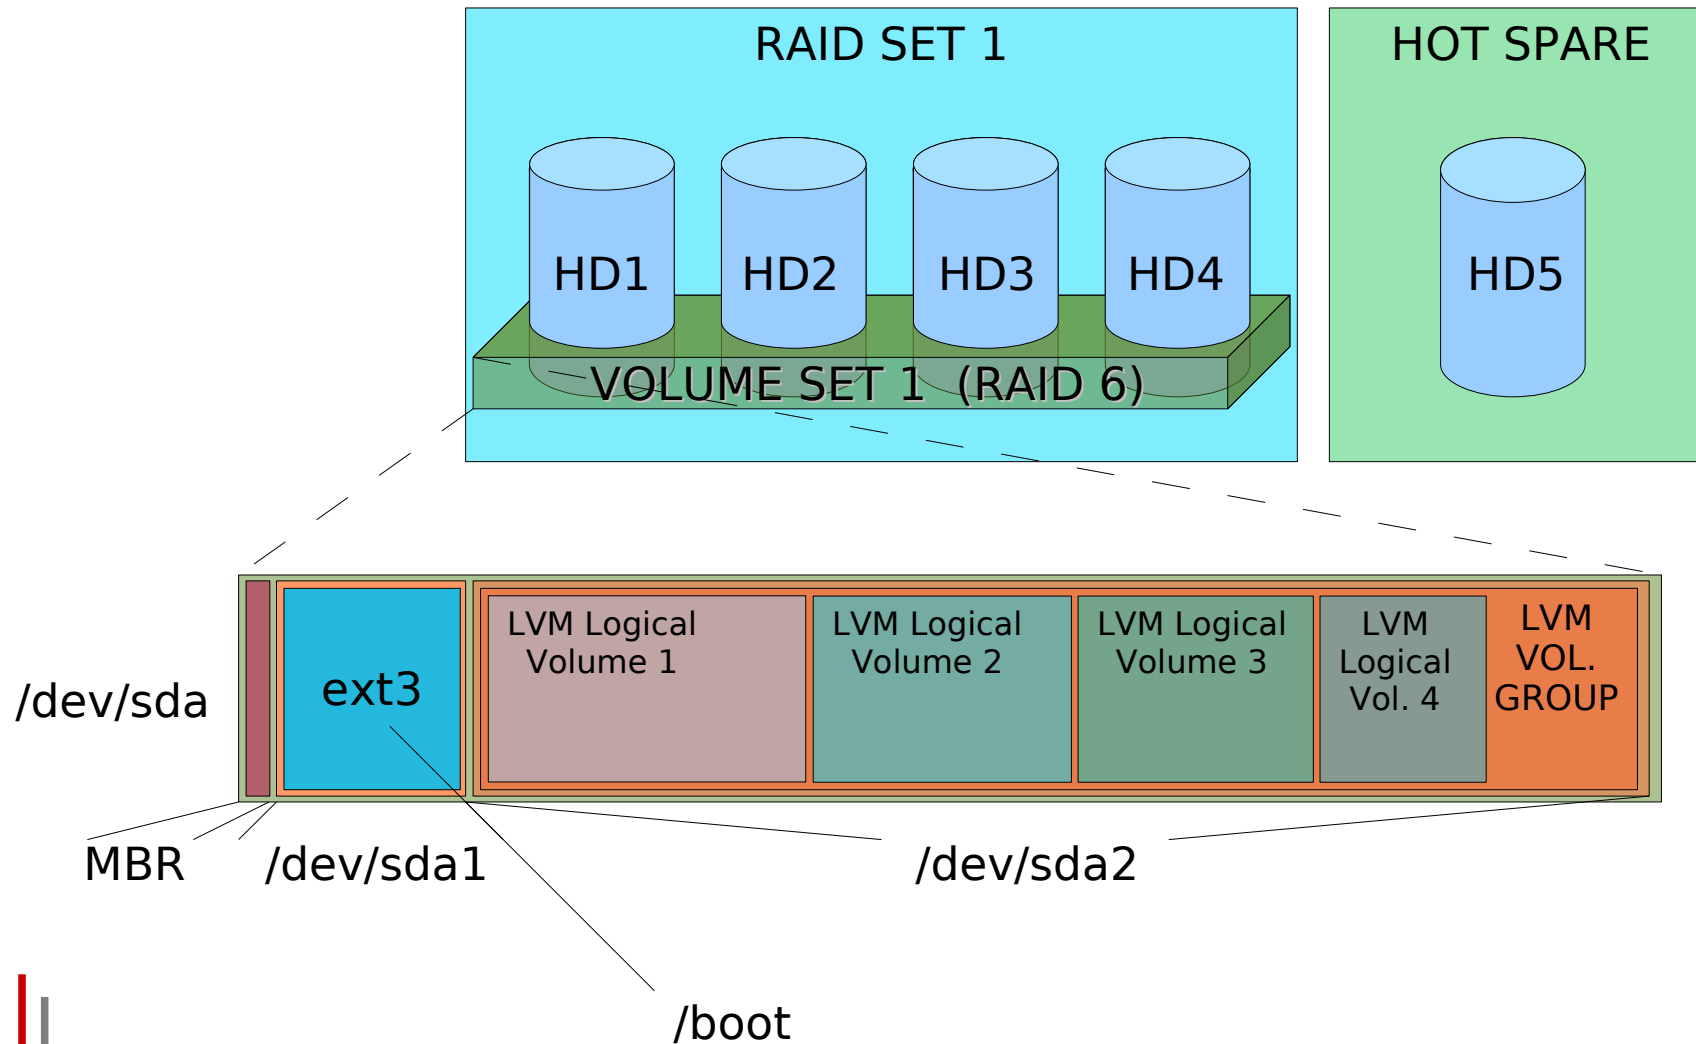 RAID SET 1
HOT SPARE
HD1
HD2
HD3
HD4
HD5
VOLUME SET 1 (RAID 6)
/dev/sda
ext3
LVM Logical
Volume 1
LVM Logical
Volume 2
LVM Logical
Volume 3
LVM
Logical
Vol. 4
LVM
VOL.
GROUP
MBR
/dev/sda1
/dev/sda2
/boot